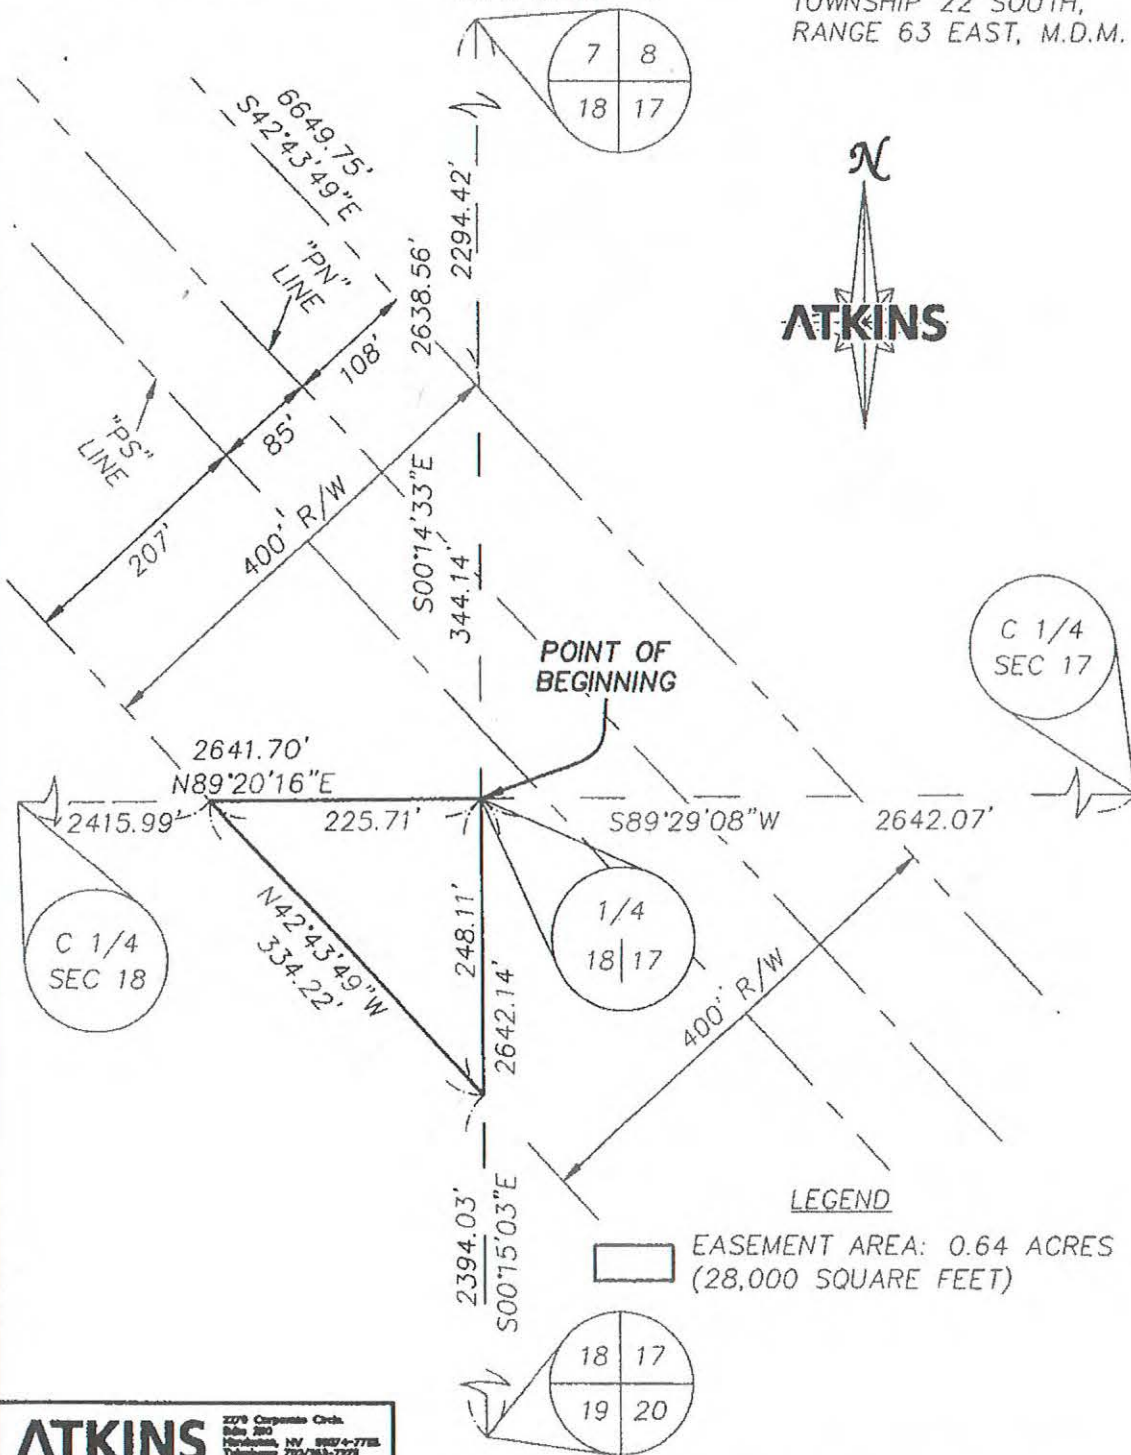 TOWNSHIP 22 SOUTH,
RANGE 63 EAST, M.D.M.
7 8
18 17
N
ATKINS
6649.75'
S42°43'49"E
"PN"
LINE
"PS"
LINE
108'
85'
207'
400' R/W
2638.56'
2294.42'
S00°14'33"E
344.14'
POINT OF
BEGINNING
C 1/4
SEC 17
2641.70'
N89°20'16"E
2415.99'
225.71'
S89°29'08"W
2642.07'
C 1/4
SEC 18
N42°43'49"W
334.22'
248.11'
2642.14'
1/4
18 17
400' R/W
2394.03'
S00°15'03"E
LEGEND
EASEMENT AREA: 0.64 ACRES
(28,000 SQUARE FEET)
18 17
19 20
ATKINS
Corporate Circle